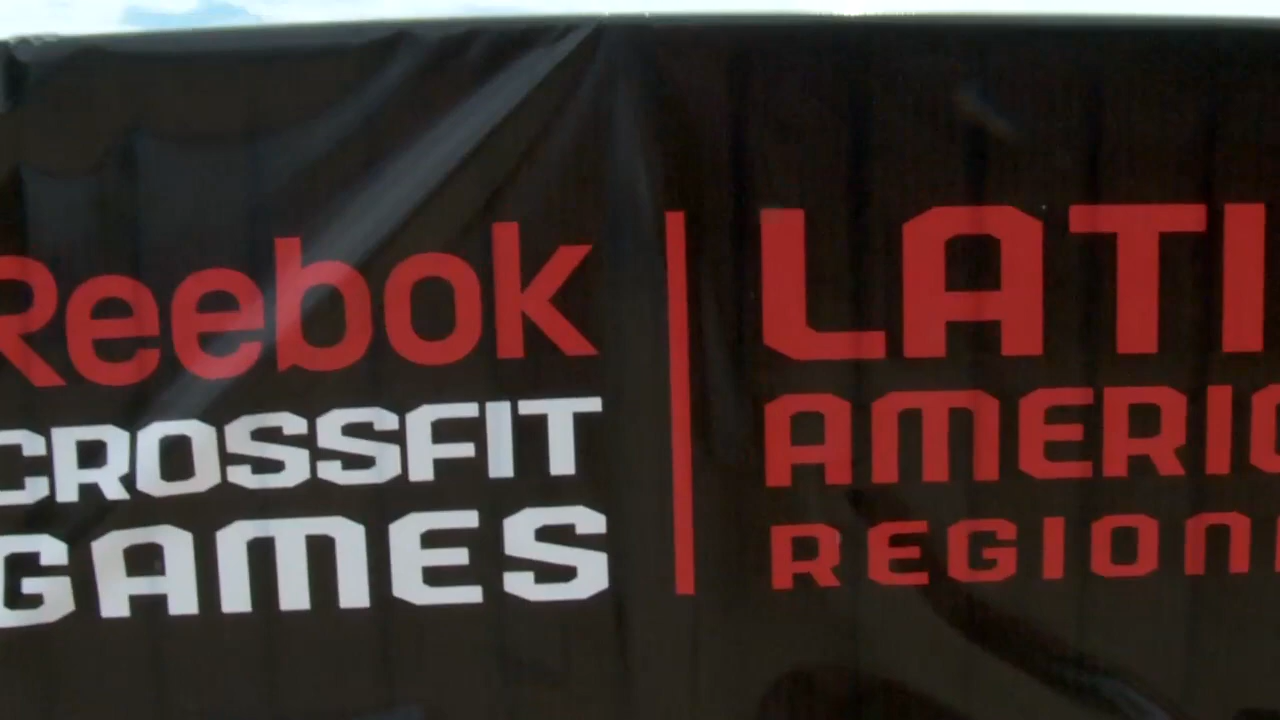 Reebok
CROSSFIT
GAMES
LATI
AMERIC
REGION